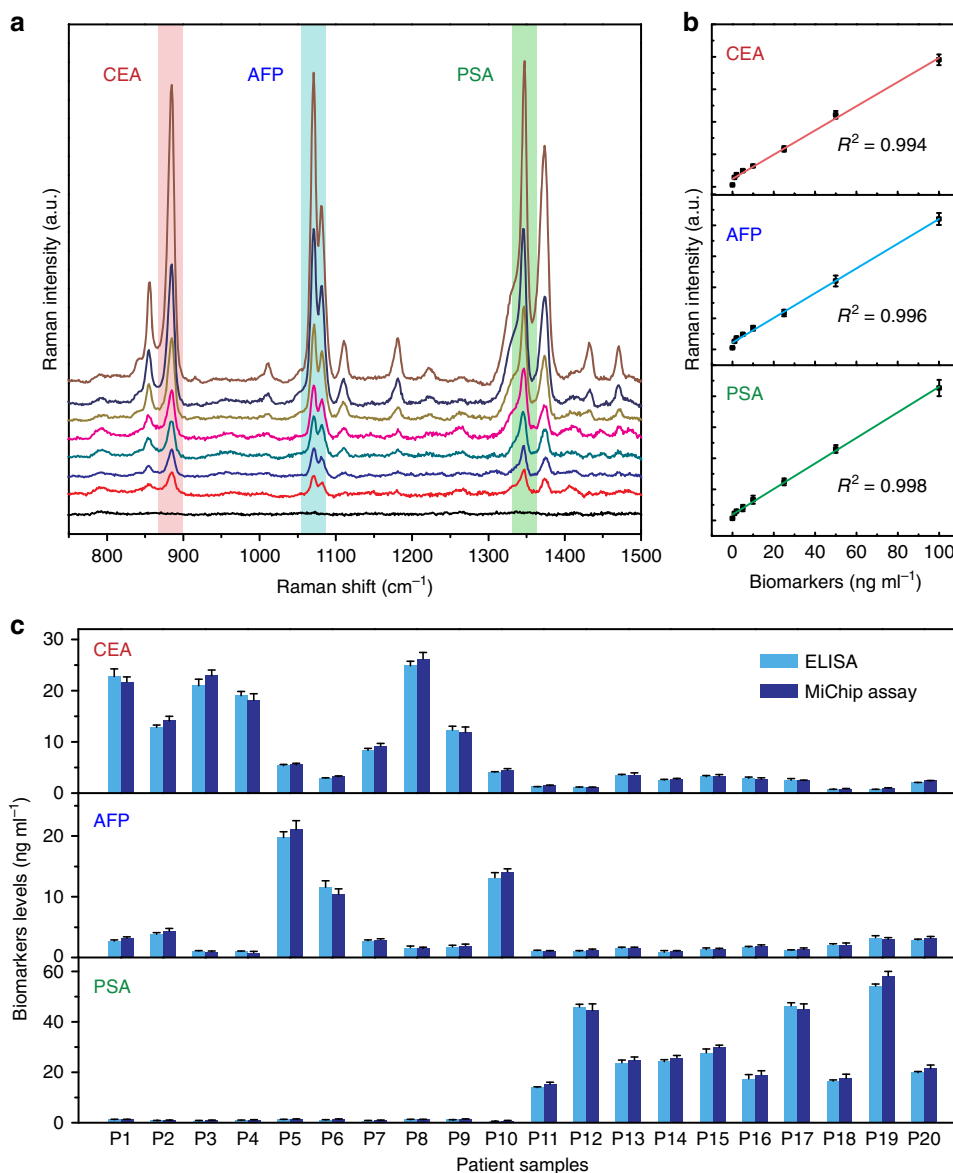 a
CEA
AFP
PSA
Raman intensity (a.u.)
800 900 1000 1100 1200 1300 1400 1500
Raman shift (cm⁻¹)
b
CEA
R² = 0.994
AFP
R² = 0.996
PSA
R² = 0.998
Raman intensity (a.u.)
0 20 40 60 80 100
Biomarkers (ng ml⁻¹)
c
CEA
ELISA
MiChip assay
30
20
10
0
AFP
20
10
0
PSA
60
40
20
0
Biomarkers levels (ng ml⁻¹)
P1 P2 P3 P4 P5 P6 P7 P8 P9 P10 P11 P12 P13 P14 P15 P16 P17 P18 P19 P20
Patient samples